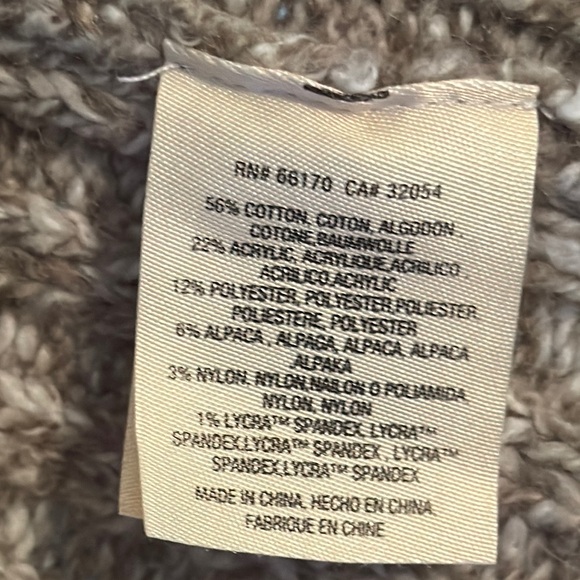 RN# 66170 CA# 32054
56% COTTON, COTON, ALGODON,
COTONE,BAUMWOLLE
22% ACRYLIC, ACRYLIQUE,ACRILICO,
ACRILICO,ACRYLIC
12% POLYESTER, POLYESTER,POLIESTER,
POLIESTERE, POLYESTER
6% ALPACA, ALPAGA, ALPACA, ALPACA
,ALPAKA
3% NYLON, NYLON,NAILON O POLIAMIDA,
NYLON, NYLON
1% LYCRA™ SPANDEX, LYCRA™
SPANDEX,LYCRA™ SPANDEX, LYCRA™
SPANDEX,LYCRA™ SPANDEX
MADE IN CHINA, HECHO EN CHINA,
FABRIQUE EN CHINE